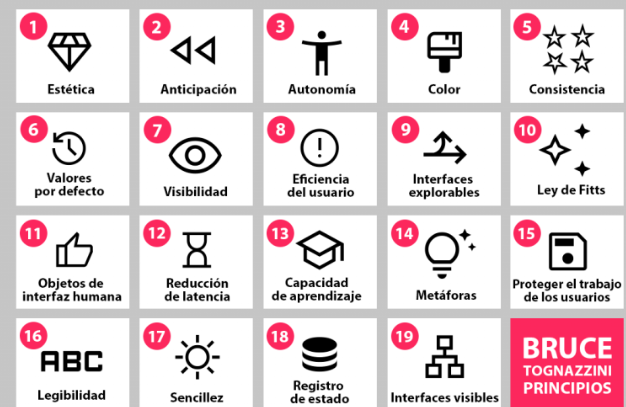 1
Estética
2
Anticipación
3
Autonomía
4
Color
5
Consistencia
6
Valores
por defecto
7
Visibilidad
8
Eficiencia
del usuario
9
Interfaces
explorables
10
Ley de Fitts
11
Objetos de
interfaz humana
12
Reducción
de latencia
13
Capacidad
de aprendizaje
14
Metáforas
15
Proteger el trabajo
de los usuarios
16
ABC
Legibilidad
17
Sencillez
18
Registro
de estado
19
Interfaces visibles
BRUCE
TOGNAZZINI
PRINCIPIOS